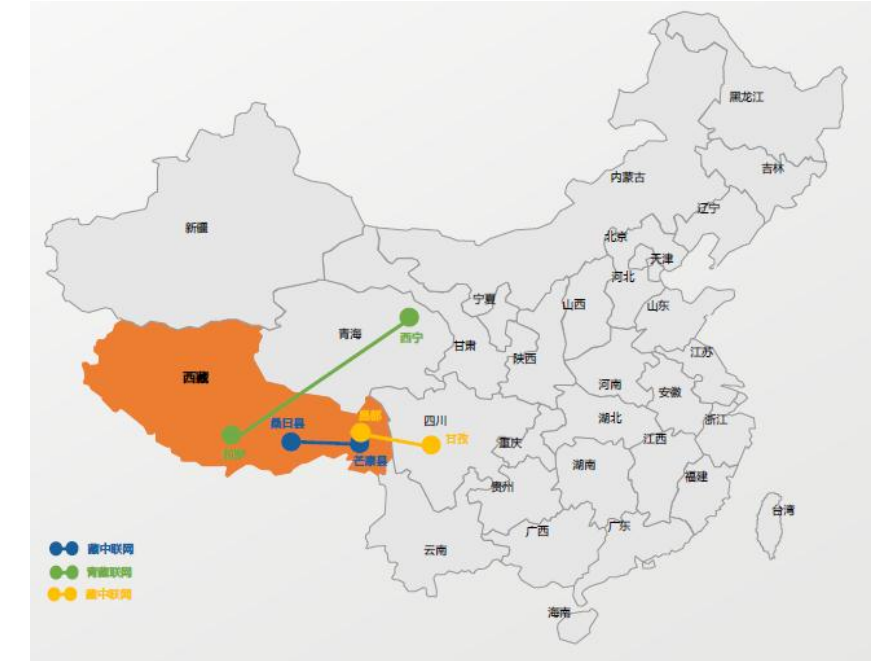 黑龙江
吉林
内蒙古
辽宁
新疆
北京
天津
河北
宁夏
山西
山东
青海
西宁
甘肃
陕西
江苏
西藏
河南
安徽
湖北
浙江
昌都
四川
桑日县
甘孜
重庆
江西
拉萨
芒康县
湖南
贵州
福建
台湾
广西
广东
云南
藏中联网
青藏联网
藏中联网
海南